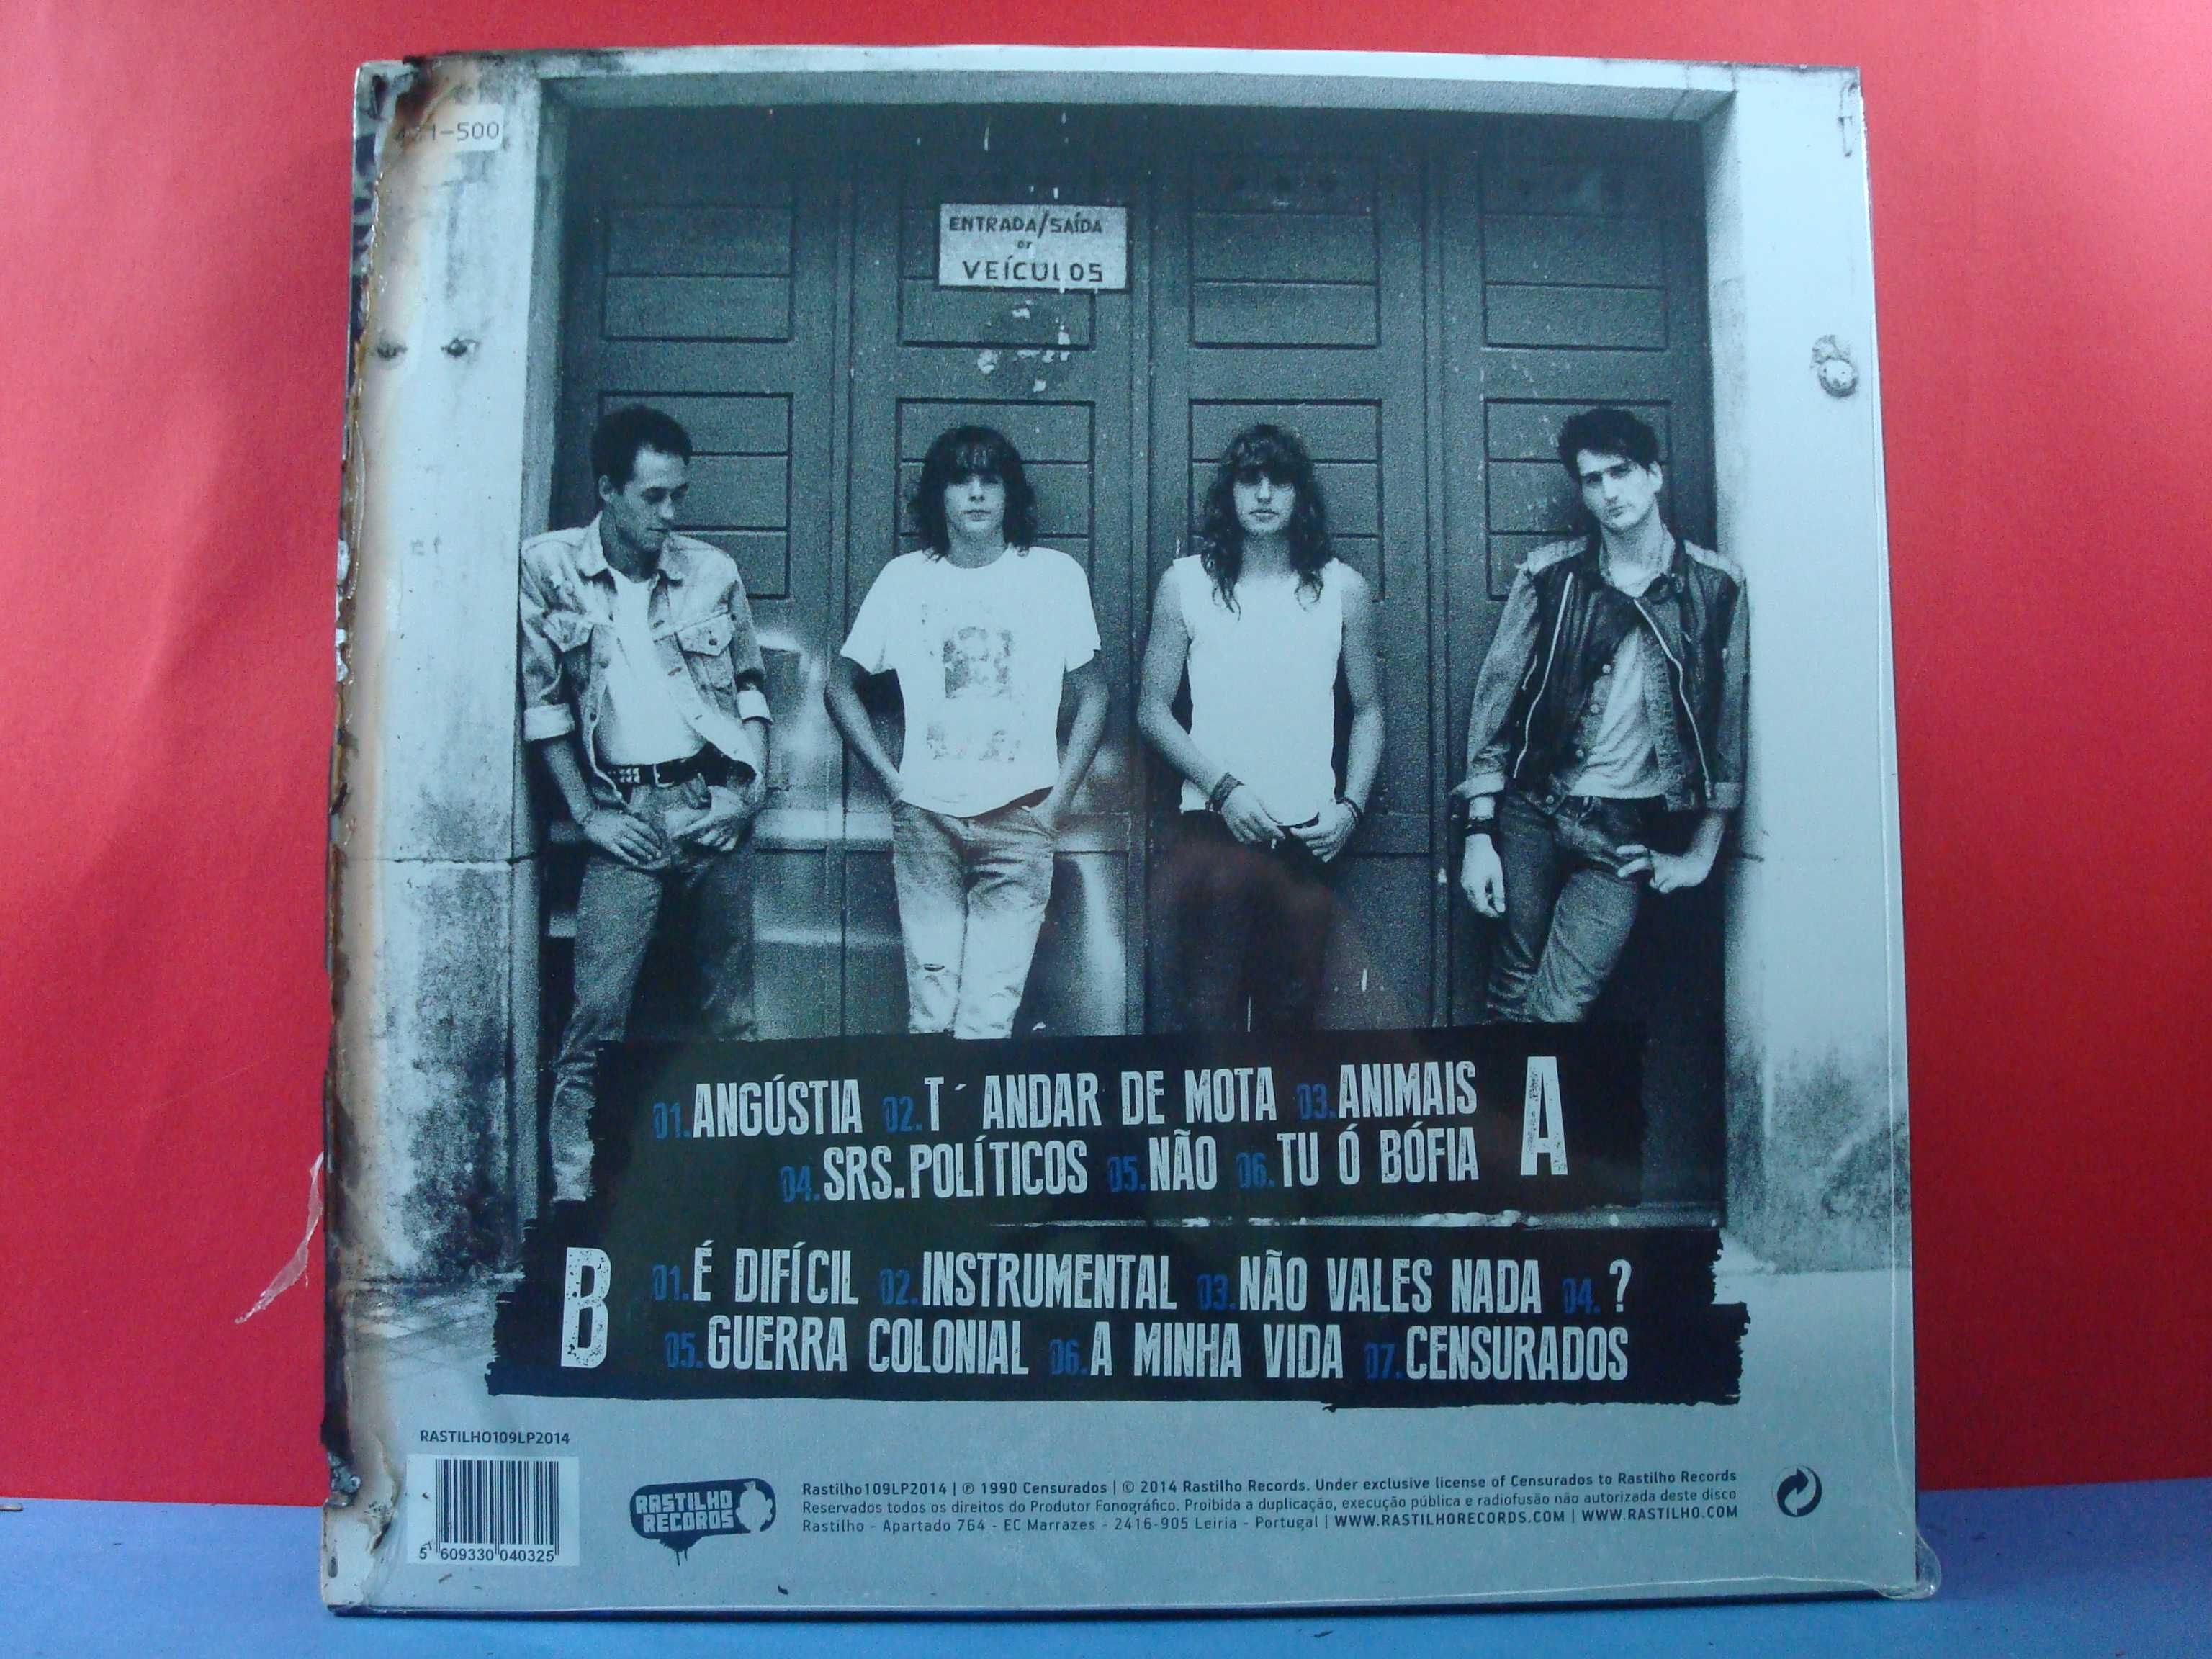 1-500
ENTRADA/SAÍDA
VEÍCULOS
01.ANGÚSTIA 02.T´ANDAR DE MOTA 03.ANIMAIS
04.SRS.POLÍTICOS 05.NÃO 06.TU Ó BÓFIA
A
B
01.É DIFÍCIL 02.INSTRUMENTAL 03.NÃO VALES NADA 04.?
05.GUERRA COLONIAL 06.A MINHA VIDA 07.CENSURADOS
RASTILHO109LP2014
5 609330 040325
RASTILHO
RECORDS
Rastilho109LP2014 | ℗ 1990 Censurados | © 2014 Rastilho Records. Under exclusive license of Censurados to Rastilho Records
Reservados todos os direitos do Produtor Fonográfico. Proibida a duplicação, execução pública e radiofusão não autorizada deste disco
Rastilho - Apartado 764 - EC Marrazes - 2416-905 Leiria - Portugal | WWW.RASTILHORECORDS.COM | WWW.RASTILHO.COM